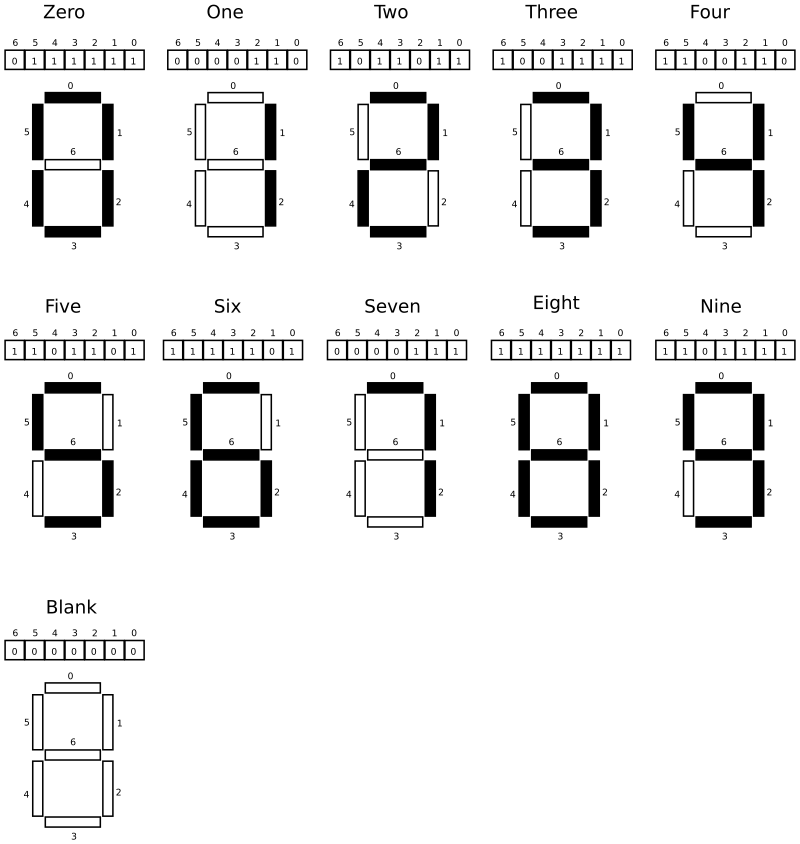 Zero
6 5 4 3 2 1 0
0 1 1 1 1 1 1
0
5 1
6
4 2
3
One
6 5 4 3 2 1 0
0 0 0 0 1 1 0
0
5 1
6
4 2
3
Two
6 5 4 3 2 1 0
1 0 1 1 0 1 1
0
5 1
6
4 2
3
Three
6 5 4 3 2 1 0
1 0 0 1 1 1 1
0
5 1
6
4 2
3
Four
6 5 4 3 2 1 0
1 1 0 0 1 1 0
0
5 1
6
4 2
3
Five
6 5 4 3 2 1 0
1 1 0 1 1 0 1
0
5 1
6
4 2
3
Six
6 5 4 3 2 1 0
1 1 1 1 1 0 1
0
5 1
6
4 2
3
Seven
6 5 4 3 2 1 0
0 0 0 0 1 1 1
0
5 1
6
4 2
3
Eight
6 5 4 3 2 1 0
1 1 1 1 1 1 1
0
5 1
6
4 2
3
Nine
6 5 4 3 2 1 0
1 1 0 1 1 1 1
0
5 1
6
4 2
3
Blank
6 5 4 3 2 1 0
0 0 0 0 0 0 0
0
5 1
6
4 2
3